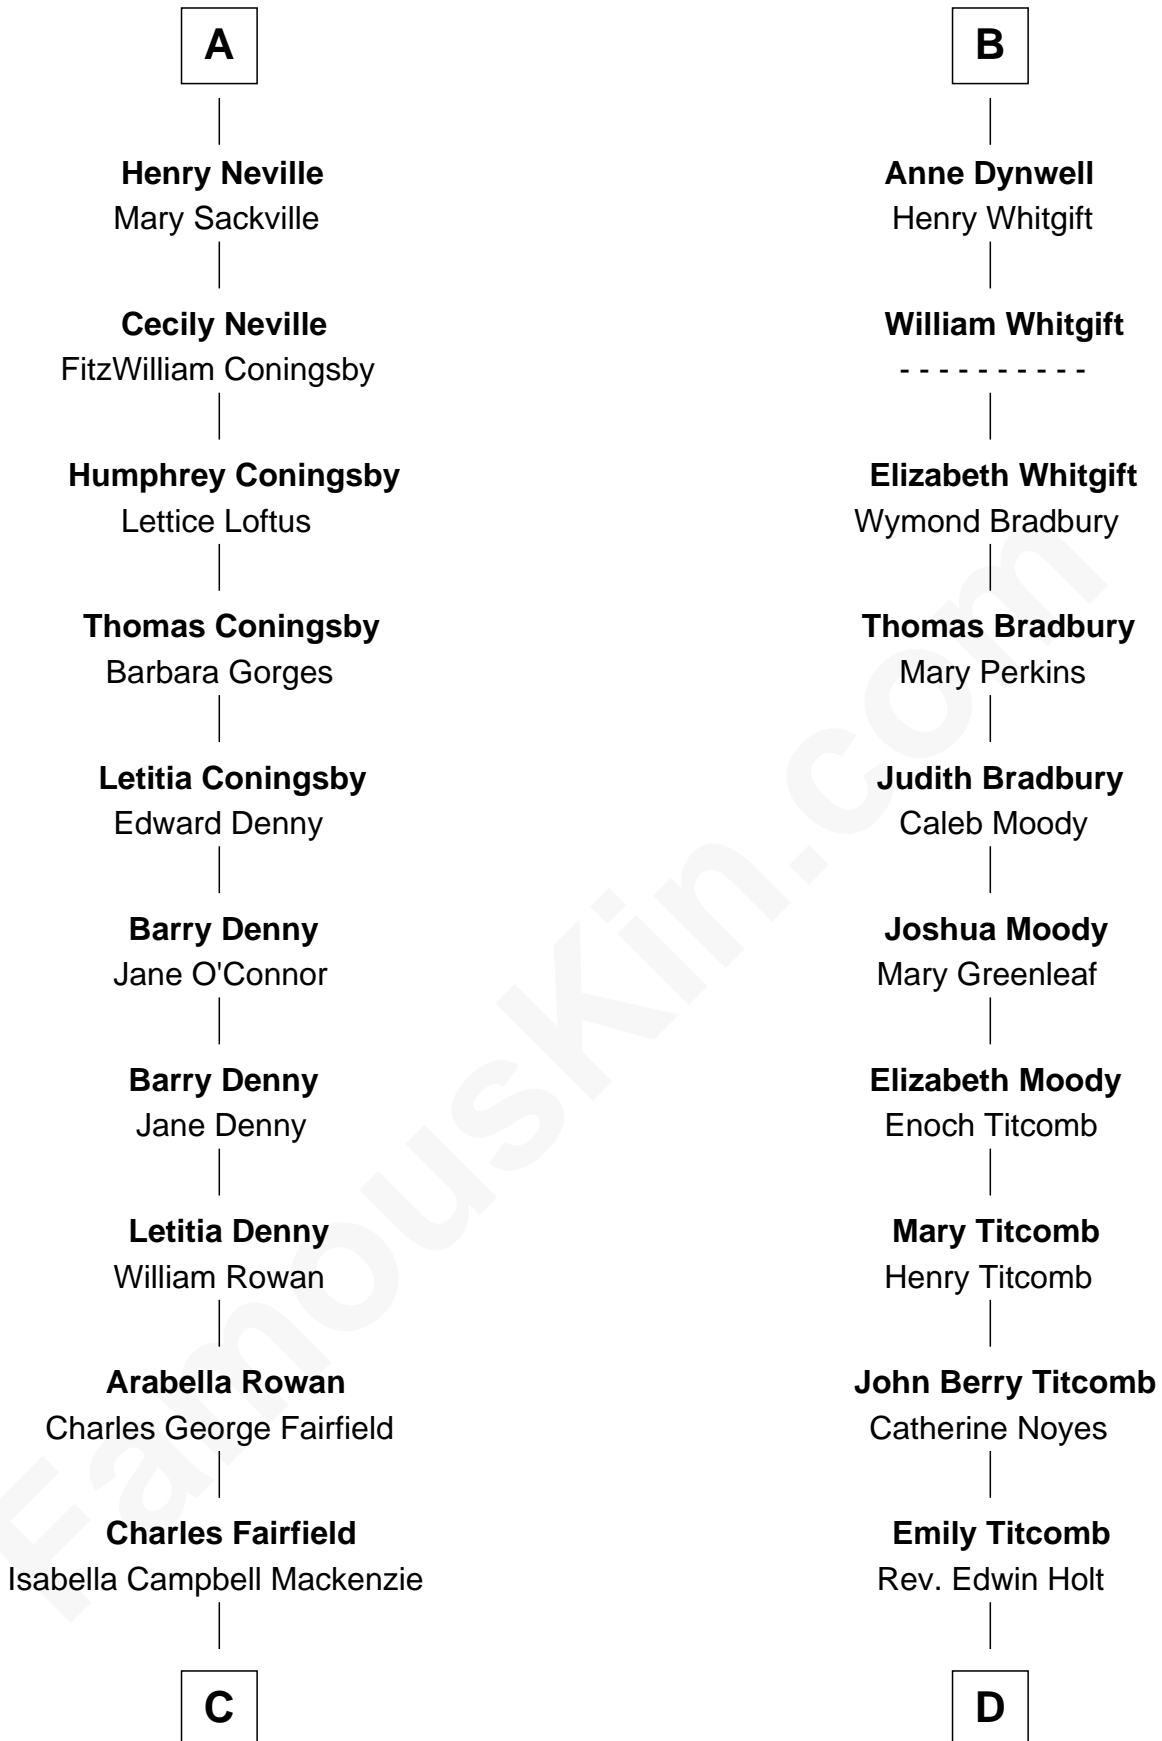 A
Henry Neville
Mary Sackville
Cecily Neville
FitzWilliam Coningsby
Humphrey Coningsby
Lettice Loftus
Thomas Coningsby
Barbara Gorges
Letitia Coningsby
Edward Denny
Barry Denny
Jane O'Connor
Barry Denny
Jane Denny
Letitia Denny
William Rowan
Arabella Rowan
Charles George Fairfield
Charles Fairfield
Isabella Campbell Mackenzie
C
B
Anne Dynwell
Henry Whitgift
William Whitgift
- - - - - - - - - -
Elizabeth Whitgift
Wymond Bradbury
Thomas Bradbury
Mary Perkins
Judith Bradbury
Caleb Moody
Joshua Moody
Mary Greenleaf
Elizabeth Moody
Enoch Titcomb
Mary Titcomb
Henry Titcomb
John Berry Titcomb
Catherine Noyes
Emily Titcomb
Rev. Edwin Holt
D
FamousKin.com